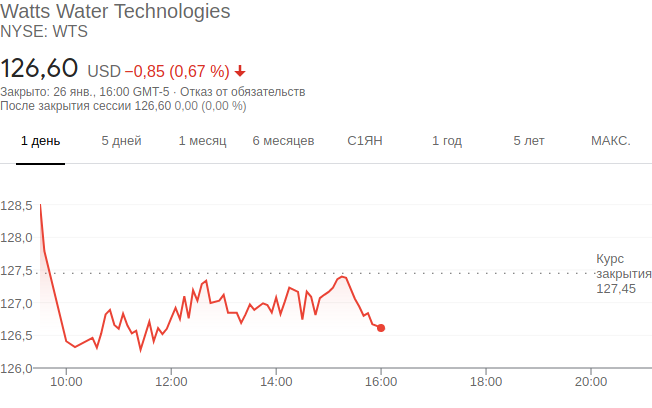 Watts Water Technologies
NYSE: WTS
126,60 USD −0,85 (0,67 %)
Закрыто: 26 янв., 16:00 GMT-5 · Отказ от обязательств
После закрытия сессии 126,60 0,00 (0,00 %)
1 день 5 дней 1 месяц 6 месяцев С1ЯН 1 год 5 лет МАКС.
128,5
128,0
Курс
127,5 закрытия
127,45
127,0
126,5
126,0
10:00 12:00 14:00 16:00 18:00 20:00